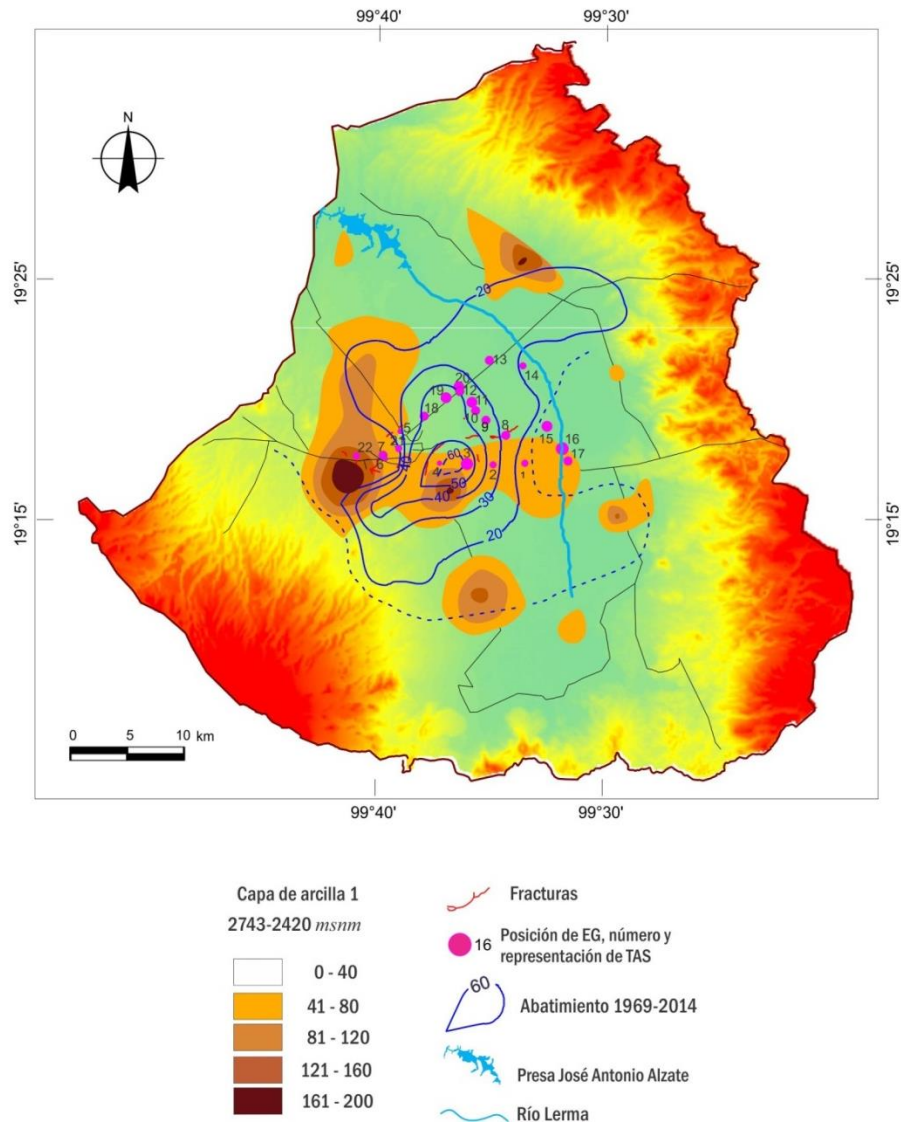 99°40' 99°30'
N
19°25' 19°25'
20
20
13
14
12
19
11
18
10
9
5
8
15
21
16
22 7
60 3
17
6
4
2
1
50
40
30
19°15' 19°15'
20
0 5 10 km
99°40' 99°30'
Capa de arcilla 1
2743-2420 msnm
0 - 40
41 - 80
81 - 120
121 - 160
161 - 200
Fracturas
16 Posición de EG, número y
representación de TAS
60
Abatimiento 1969-2014
Presa José Antonio Alzate
Río Lerma